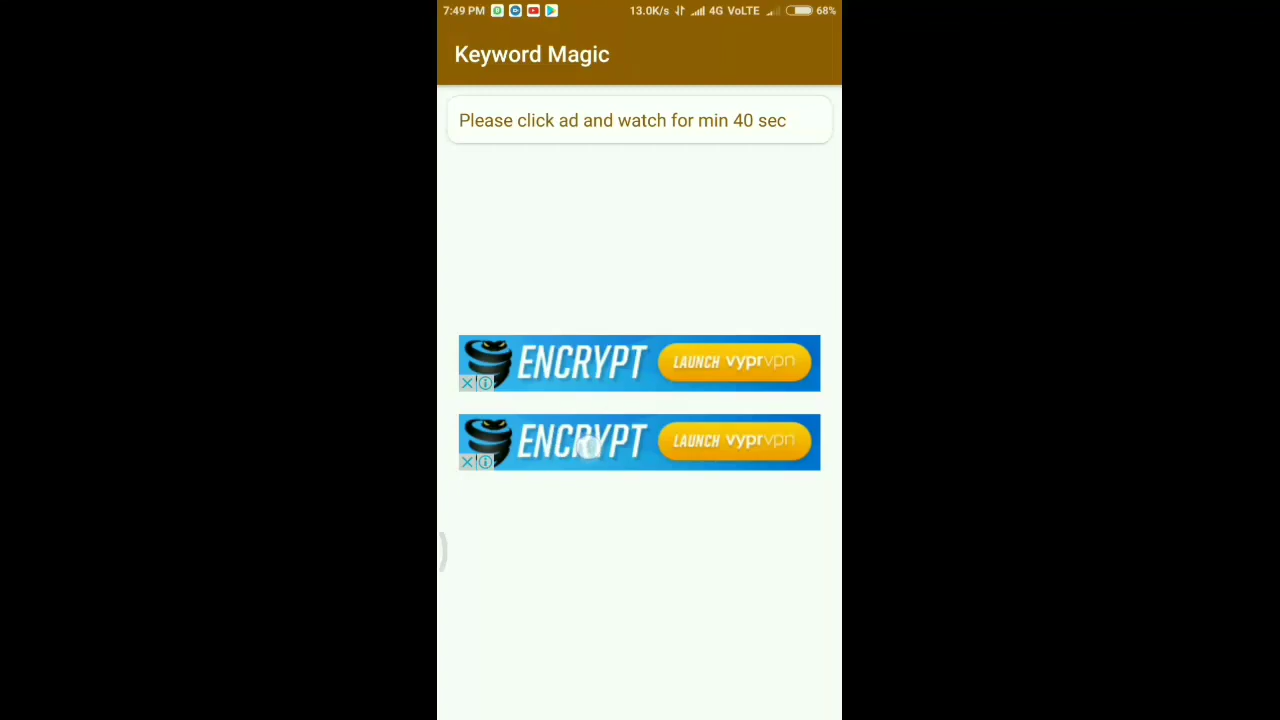 7:49 PM 13.0K/s 4G VoLTE 68%
Keyword Magic
Please click ad and watch for min 40 sec
ENCRYPT LAUNCH vyprvpn
ENCRYPT LAUNCH vyprvpn